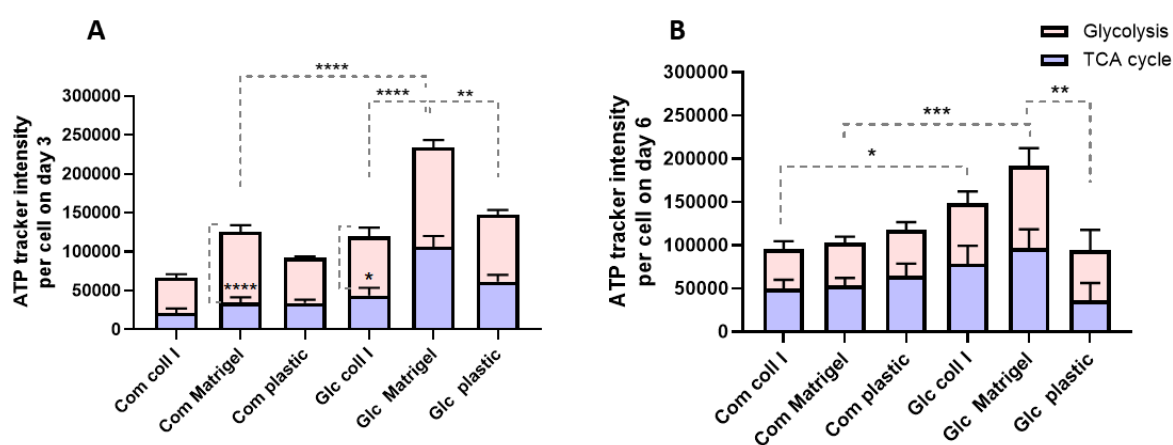 A
ATP tracker intensity
per cell on day 3
300000
250000
200000
150000
100000
50000
0
****
****
**
****
*
Com coll I
Com Matrigel
Com plastic
Glc coll I
Glc Matrigel
Glc plastic
B
Glycolysis
TCA cycle
ATP tracker intensity
per cell on day 6
300000
250000
200000
150000
100000
50000
0
**
***
*
Com coll I
Com Matrigel
Com plastic
Glc coll I
Glc Matrigel
Glc plastic